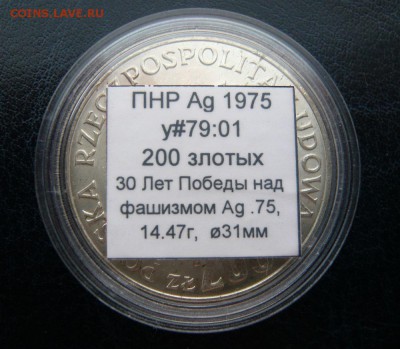 COINS.LAVE.RU
RZECZPOSPOLITA LUDOWA
ПНР Ag 1975
y#79:01
200 злотых
30 Лет Победы над
фашизмом Ag .75,
14.47г, ø31мм